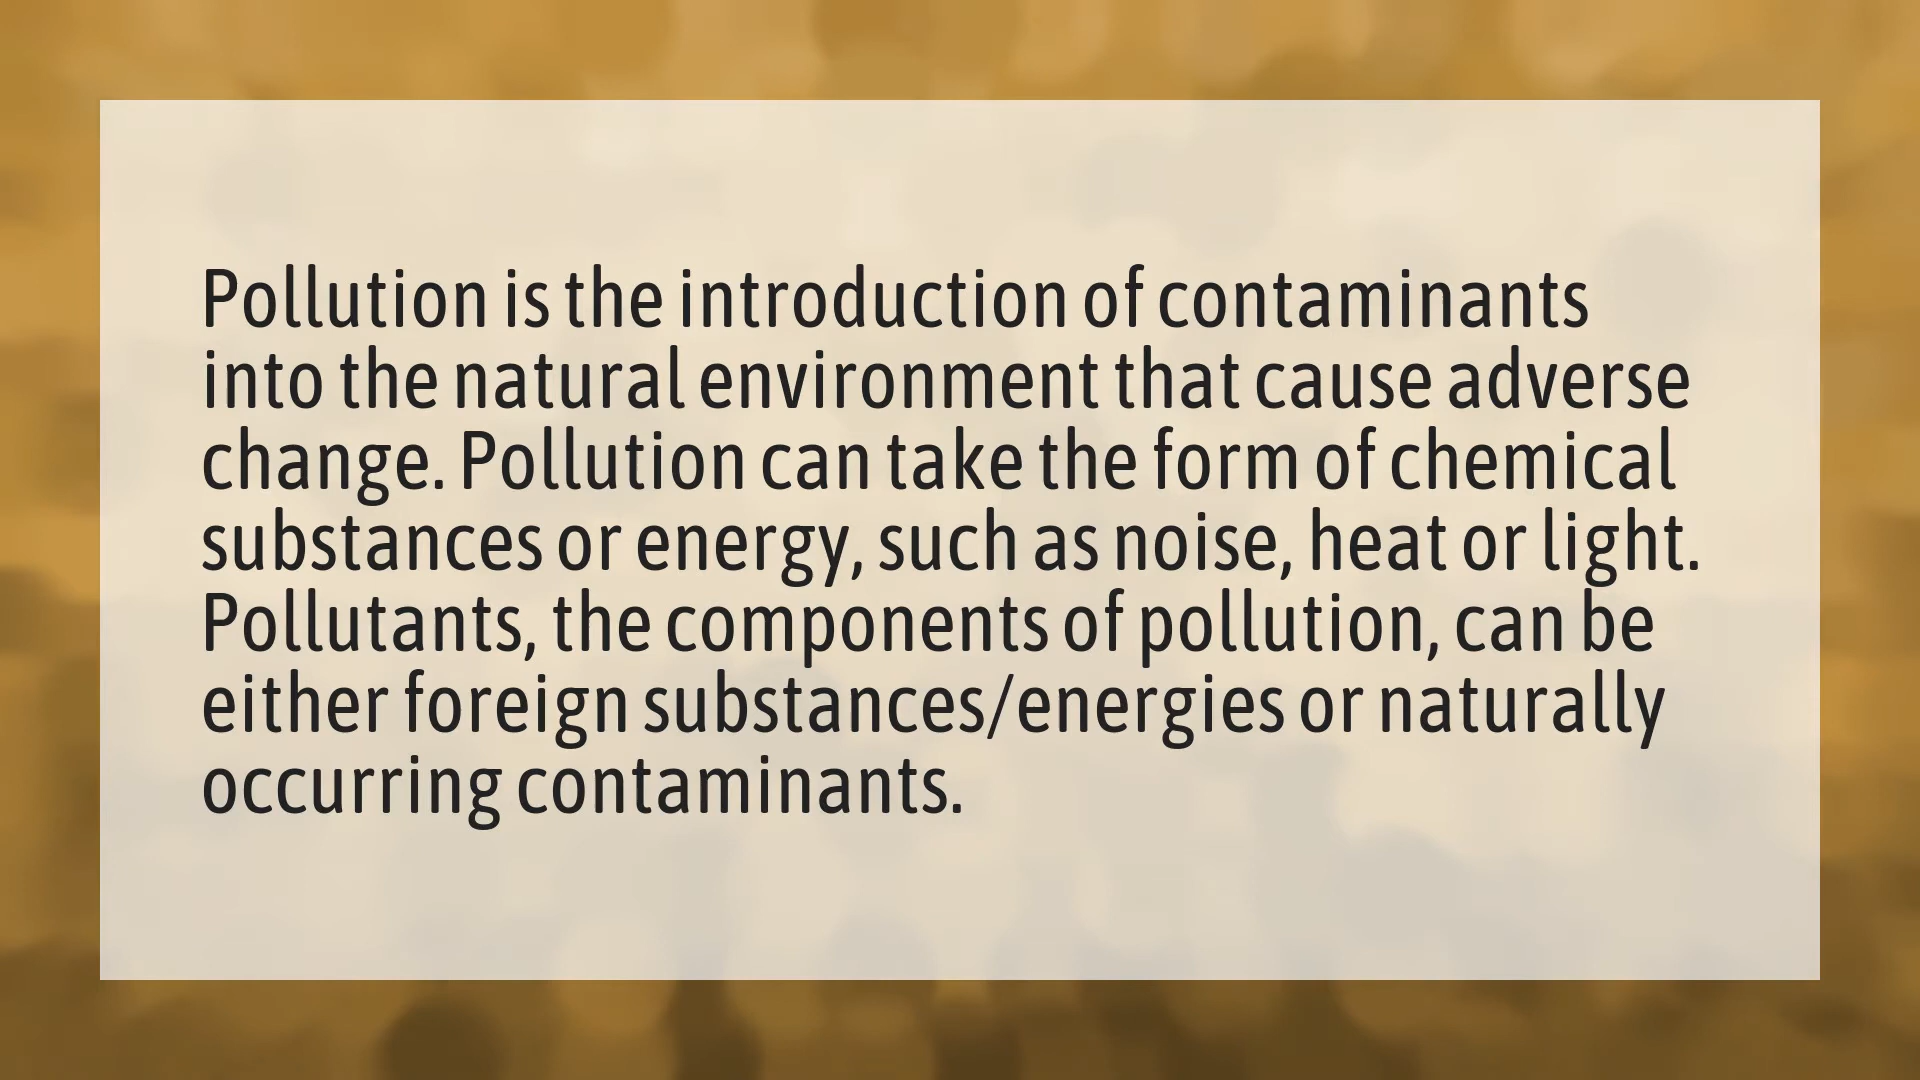 Pollution is the introduction of contaminants
into the natural environment that cause adverse
change. Pollution can take the form of chemical
substances or energy, such as noise, heat or light.
Pollutants, the components of pollution, can be
either foreign substances/energies or naturally
occurring contaminants.